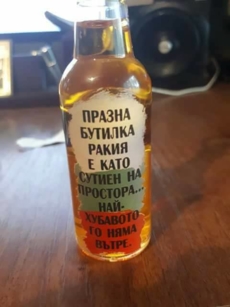 ПРАЗНА
БУТИЛКА
РАКИЯ
Е КАТО
СУТИЕН НА
ПРОСТОРА...
НАЙ-
ХУБАВОТО
ГО НЯМА
ВЪТРЕ.